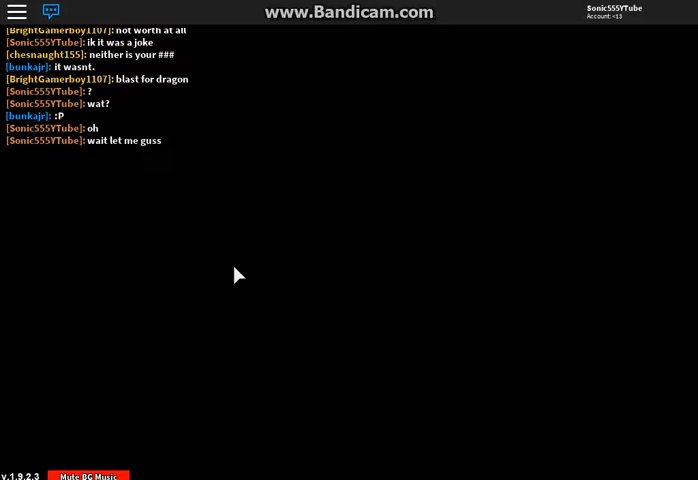 www.Bandicam.com
Sonic555YTube
Account: <13
[BrightGamerboy1107]: not worth at all
[Sonic555YTube]: ik it was a joke
[chesnaught155]: neither is your ###
[bunkajr]: it wasnt.
[BrightGamerboy1107]: blast for dragon
[Sonic555YTube]: ?
[Sonic555YTube]: wat?
[bunkajr]: :P
[Sonic555YTube]: oh
[Sonic555YTube]: wait let me guss
v.1.9.2.3
Mute BG Music